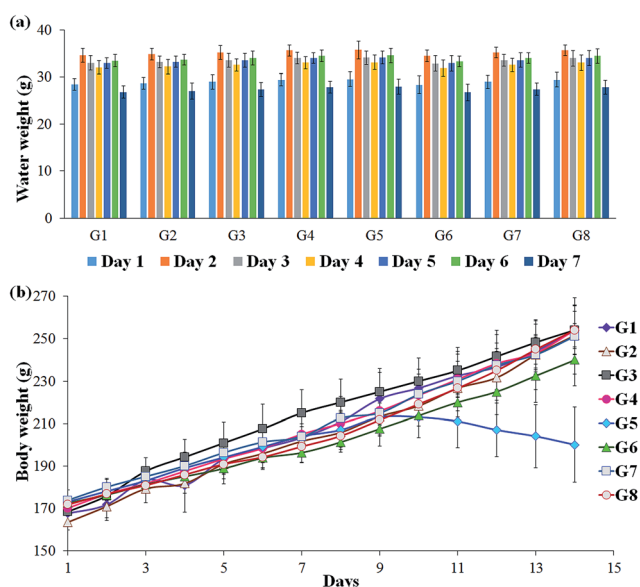 (a)
40
30
20
10
0
Water weight (g)
G1 G2 G3 G4 G5 G6 G7 G8
Day 1 Day 2 Day 3 Day 4 Day 5 Day 6 Day 7
(b)
270
250
230
210
190
170
150
Body weight (g)
1 3 5 7 9 11 13 15
Days
G1
G2
G3
G4
G5
G6
G7
G8